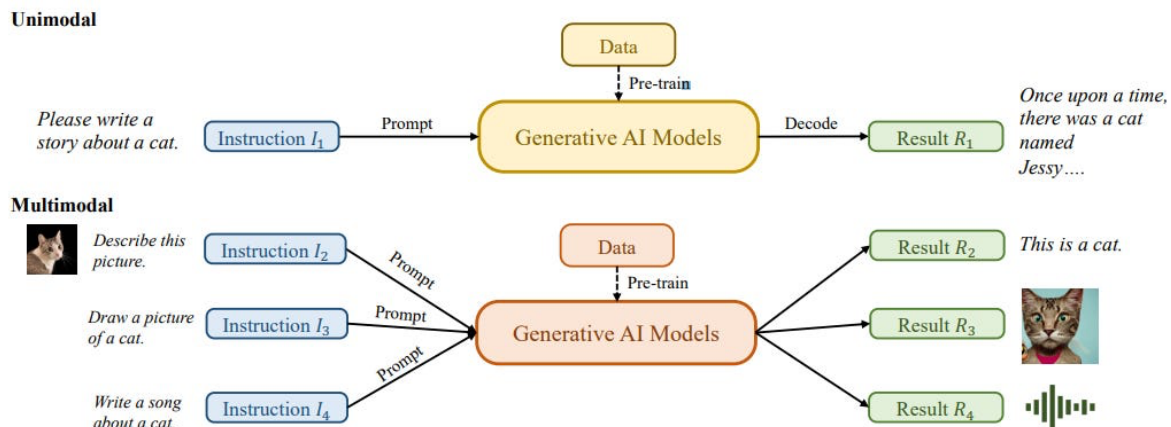 Unimodal
Data
Pre-train
Please write a
story about a cat.
Instruction I₁
Prompt
Generative AI Models
Decode
Result R₁
Once upon a time,
there was a cat
named
Jessy....
Multimodal
Describe this
picture.
Instruction I₂
Prompt
Data
Pre-train
Result R₂
This is a cat.
Draw a picture
of a cat.
Instruction I₃
Prompt
Generative AI Models
Result R₃
Write a song
about a cat
Instruction I₄
Prompt
Result R₄